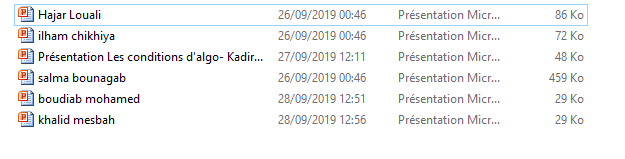 Hajar Louali 26/09/2019 00:46 Présentation Micr... 86 Ko
ilham chikhiya 26/09/2019 00:46 Présentation Micr... 72 Ko
Présentation Les conditions d'algo- Kadir... 27/09/2019 12:11 Présentation Micr... 48 Ko
salma bounagab 26/09/2019 00:46 Présentation Micr... 459 Ko
boudiab mohamed 28/09/2019 12:51 Présentation Micr... 29 Ko
khalid mesbah 28/09/2019 12:56 Présentation Micr... 29 Ko